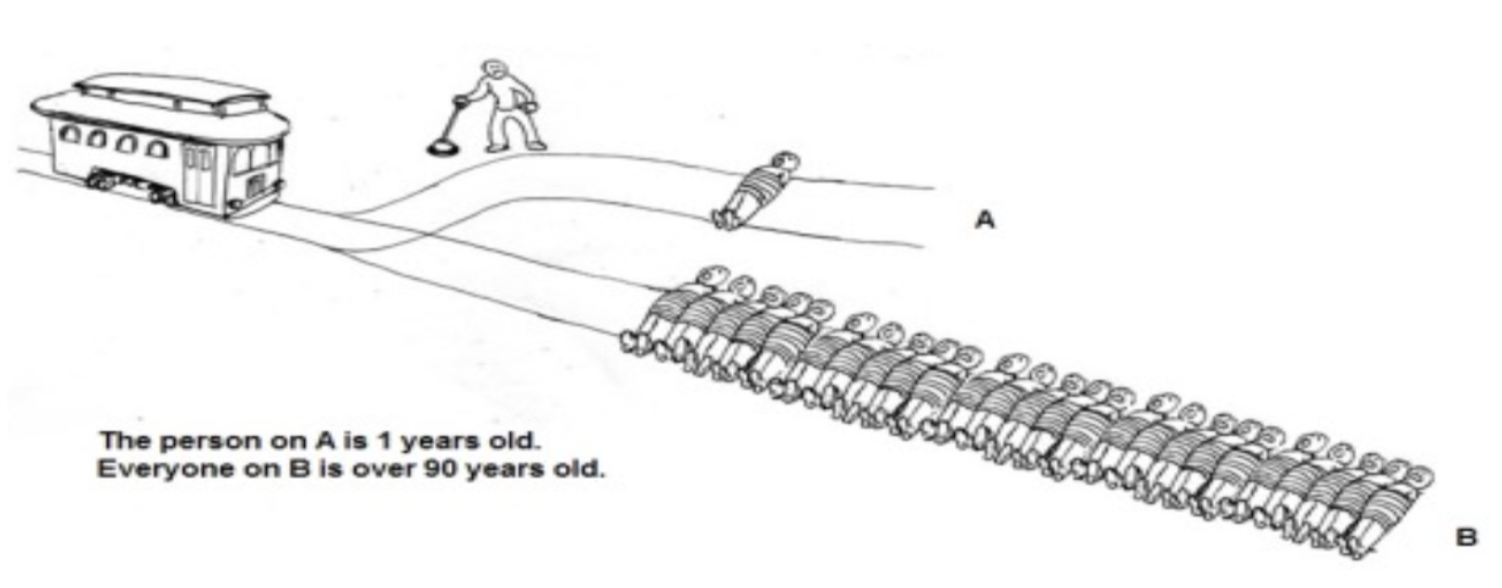 A
The person on A is 1 years old.
Everyone on B is over 90 years old.
B